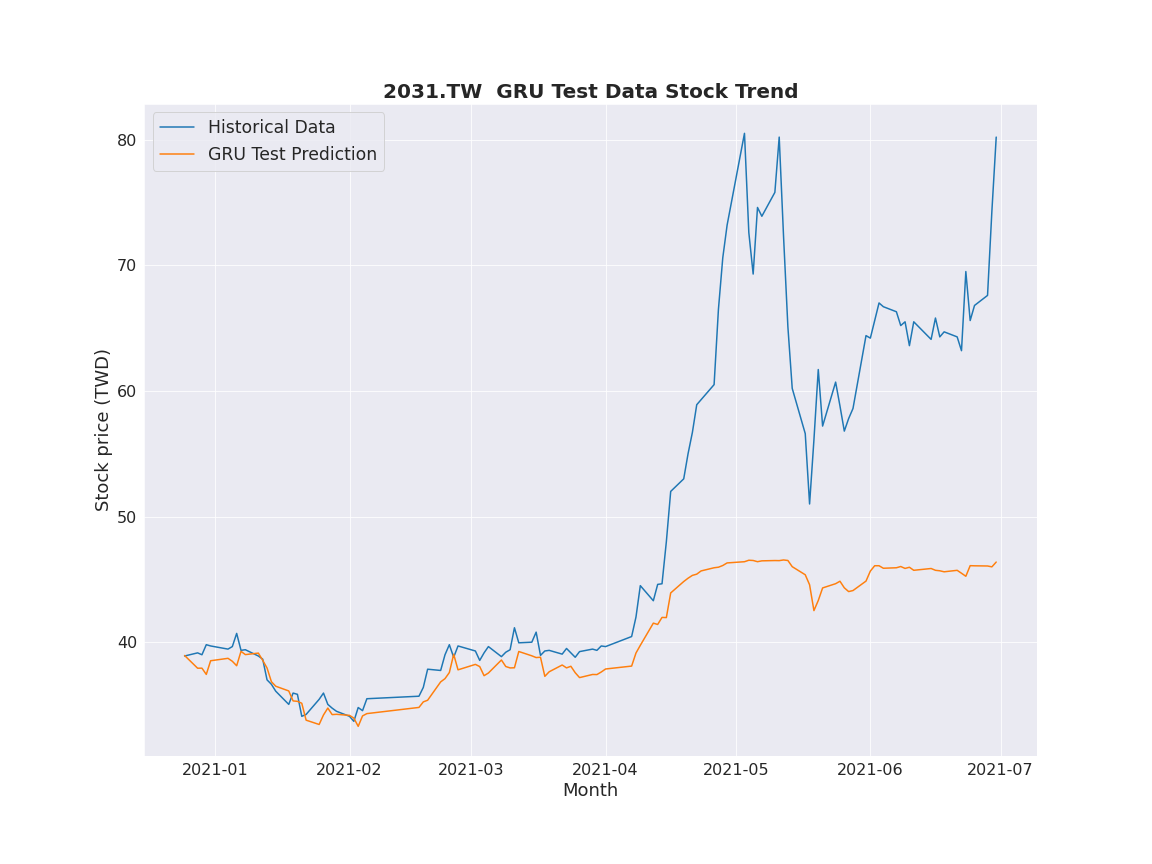 2031.TW  GRU Test Data Stock Trend
Historical Data
GRU Test Prediction
80
70
60
50
40
Stock price (TWD)
2021-01 2021-02 2021-03 2021-04 2021-05 2021-06 2021-07
Month